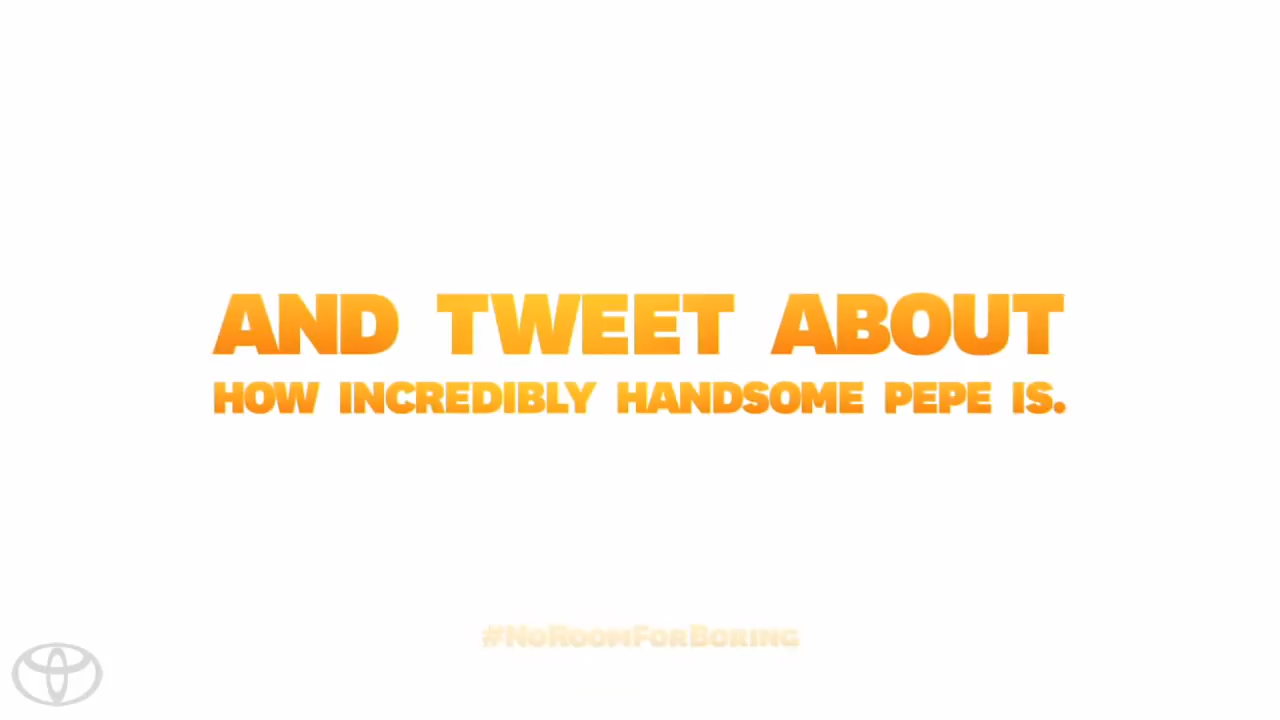 AND TWEET ABOUT
HOW INCREDIBLY HANDSOME PEPE IS.
#NoRoomForBoring